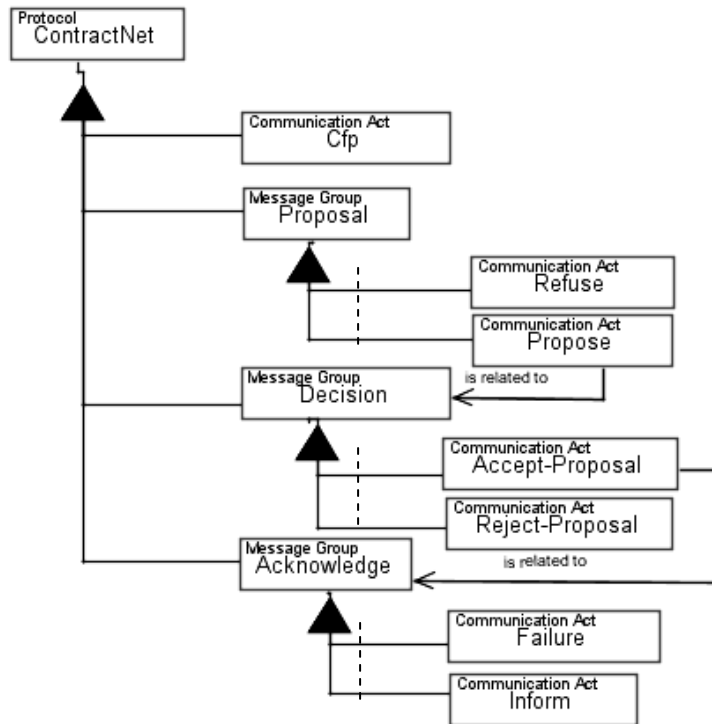 Protocol
ContractNet
Communication Act
Cfp
Message Group
Proposal
Communication Act
Refuse
Communication Act
Propose
is related to
Message Group
Decision
Communication Act
Accept-Proposal
Communication Act
Reject-Proposal
Message Group
Acknowledge
is related to
Communication Act
Failure
Communication Act
Inform